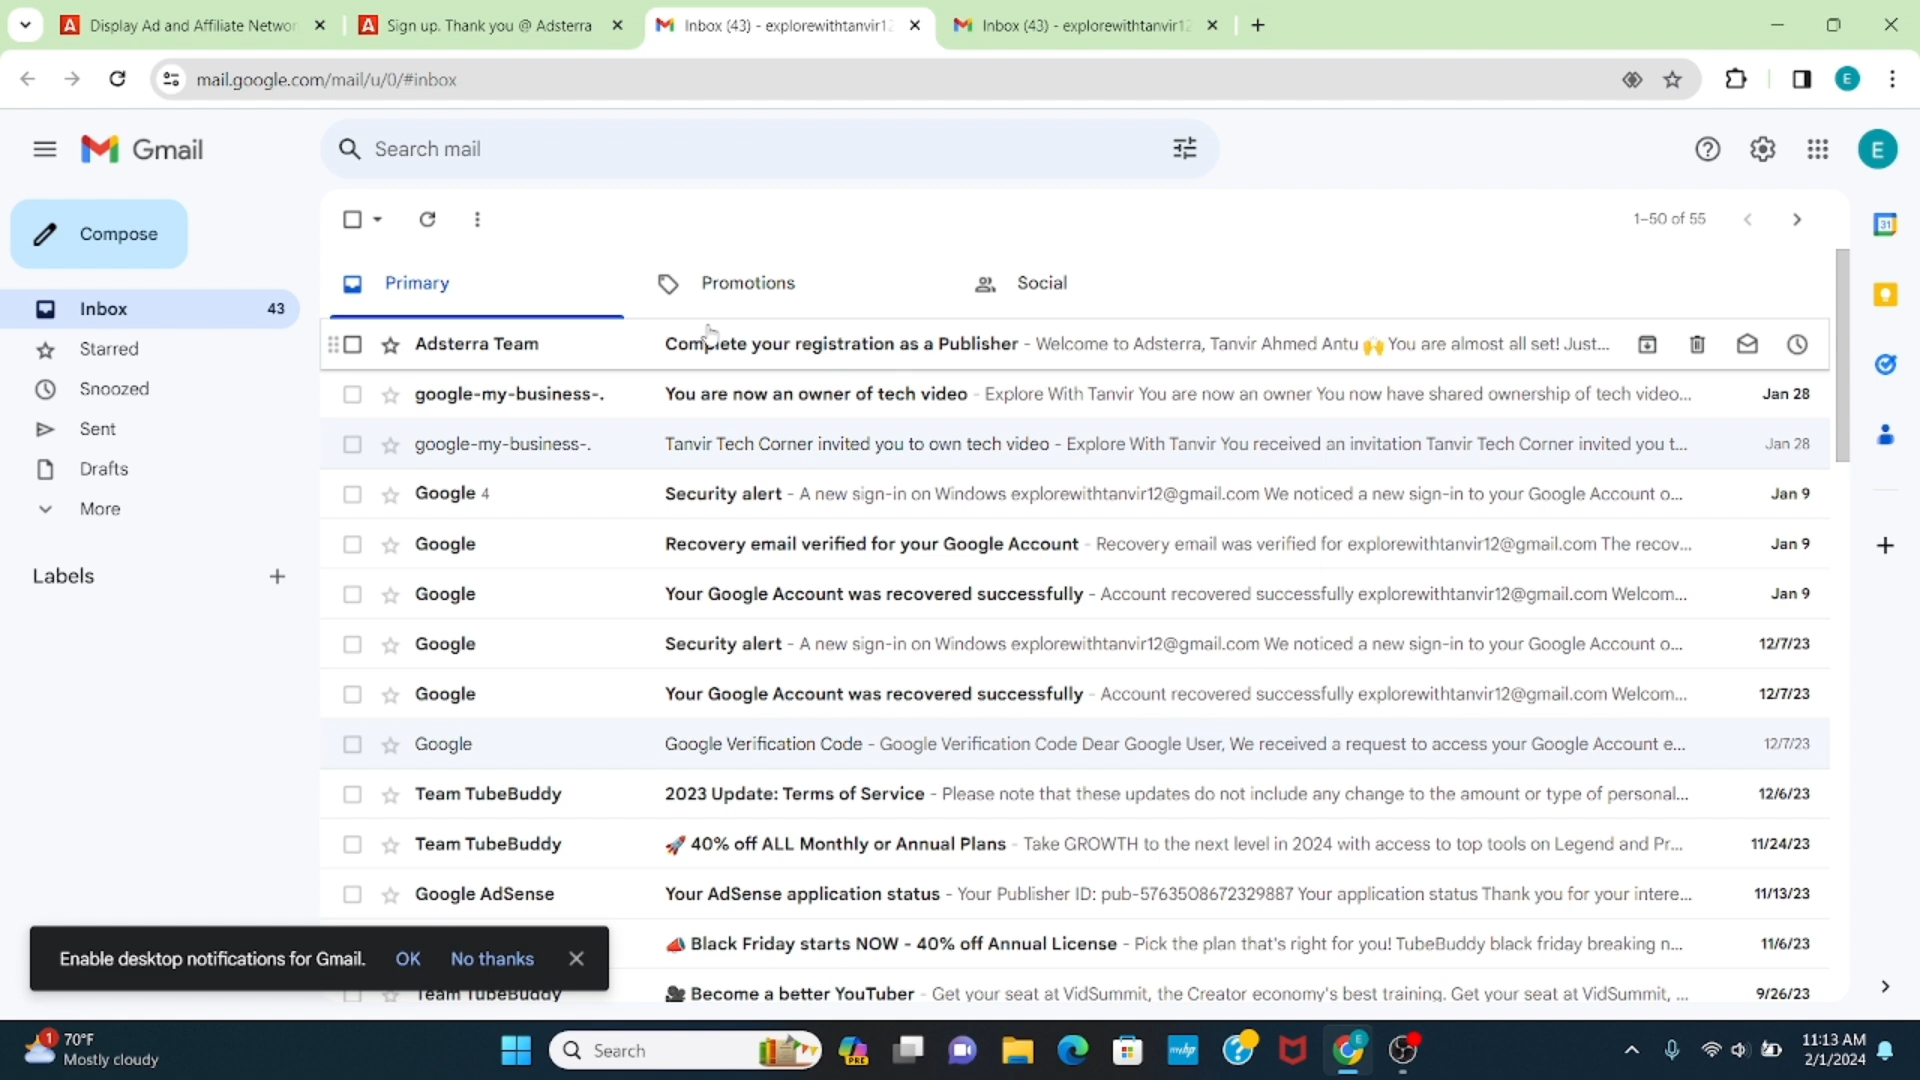 Display Ad and Affiliate Networ
Sign up. Thank you @ Adsterra
Inbox (43) - explorewithtanvir12
Inbox (43) - explorewithtanvir12
mail.google.com/mail/u/0/#inbox
E
Gmail
Search mail
E
Compose
1–50 of 55
31
Primary
Promotions
Social
Inbox 43
Starred
Snoozed
Sent
Drafts
More
Labels
Adsterra Team Complete your registration as a Publisher - Welcome to Adsterra, Tanvir Ahmed Antu 🙌 You are almost all set! Just...
google-my-business-. You are now an owner of tech video - Explore With Tanvir You are now an owner You now have shared ownership of tech video... Jan 28
google-my-business-. Tanvir Tech Corner invited you to own tech video - Explore With Tanvir You received an invitation Tanvir Tech Corner invited you t... Jan 28
Google 4 Security alert - A new sign-in on Windows explorewithtanvir12@gmail.com We noticed a new sign-in to your Google Account o... Jan 9
Google Recovery email verified for your Google Account - Recovery email was verified for explorewithtanvir12@gmail.com The recov... Jan 9
Google Your Google Account was recovered successfully - Account recovered successfully explorewithtanvir12@gmail.com Welcom... Jan 9
Google Security alert - A new sign-in on Windows explorewithtanvir12@gmail.com We noticed a new sign-in to your Google Account o... 12/7/23
Google Your Google Account was recovered successfully - Account recovered successfully explorewithtanvir12@gmail.com Welcom... 12/7/23
Google Google Verification Code - Google Verification Code Dear Google User, We received a request to access your Google Account e... 12/7/23
Team TubeBuddy 2023 Update: Terms of Service - Please note that these updates do not include any change to the amount or type of personal... 12/6/23
Team TubeBuddy 🚀 40% off ALL Monthly or Annual Plans - Take GROWTH to the next level in 2024 with access to top tools on Legend and Pr... 11/24/23
Google AdSense Your AdSense application status - Your Publisher ID: pub-5763508672329887 Your application status Thank you for your intere... 11/13/23
📣 Black Friday starts NOW - 40% off Annual License - Pick the plan that's right for you! TubeBuddy black friday breaking n... 11/6/23
Team TubeBuddy 🎥 Become a better YouTuber - Get your seat at VidSummit, the Creator economy's best training. Get your seat at VidSummit, ... 9/26/23
Enable desktop notifications for Gmail. OK No thanks
1
70°F
Mostly cloudy
Search
PRE
myhp
E
11:13 AM
2/1/2024